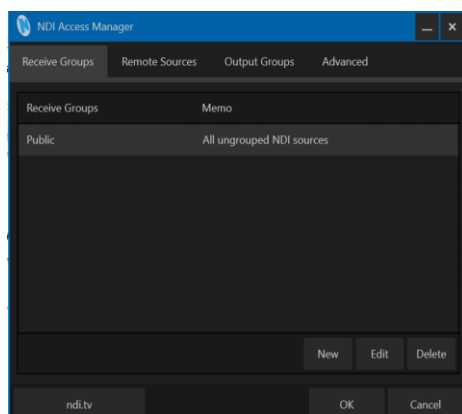 NDI Access Manager
Receive Groups Remote Sources Output Groups Advanced
Receive Groups Memo
Public All ungrouped NDI sources
New Edit Delete
ndi.tv OK Cancel